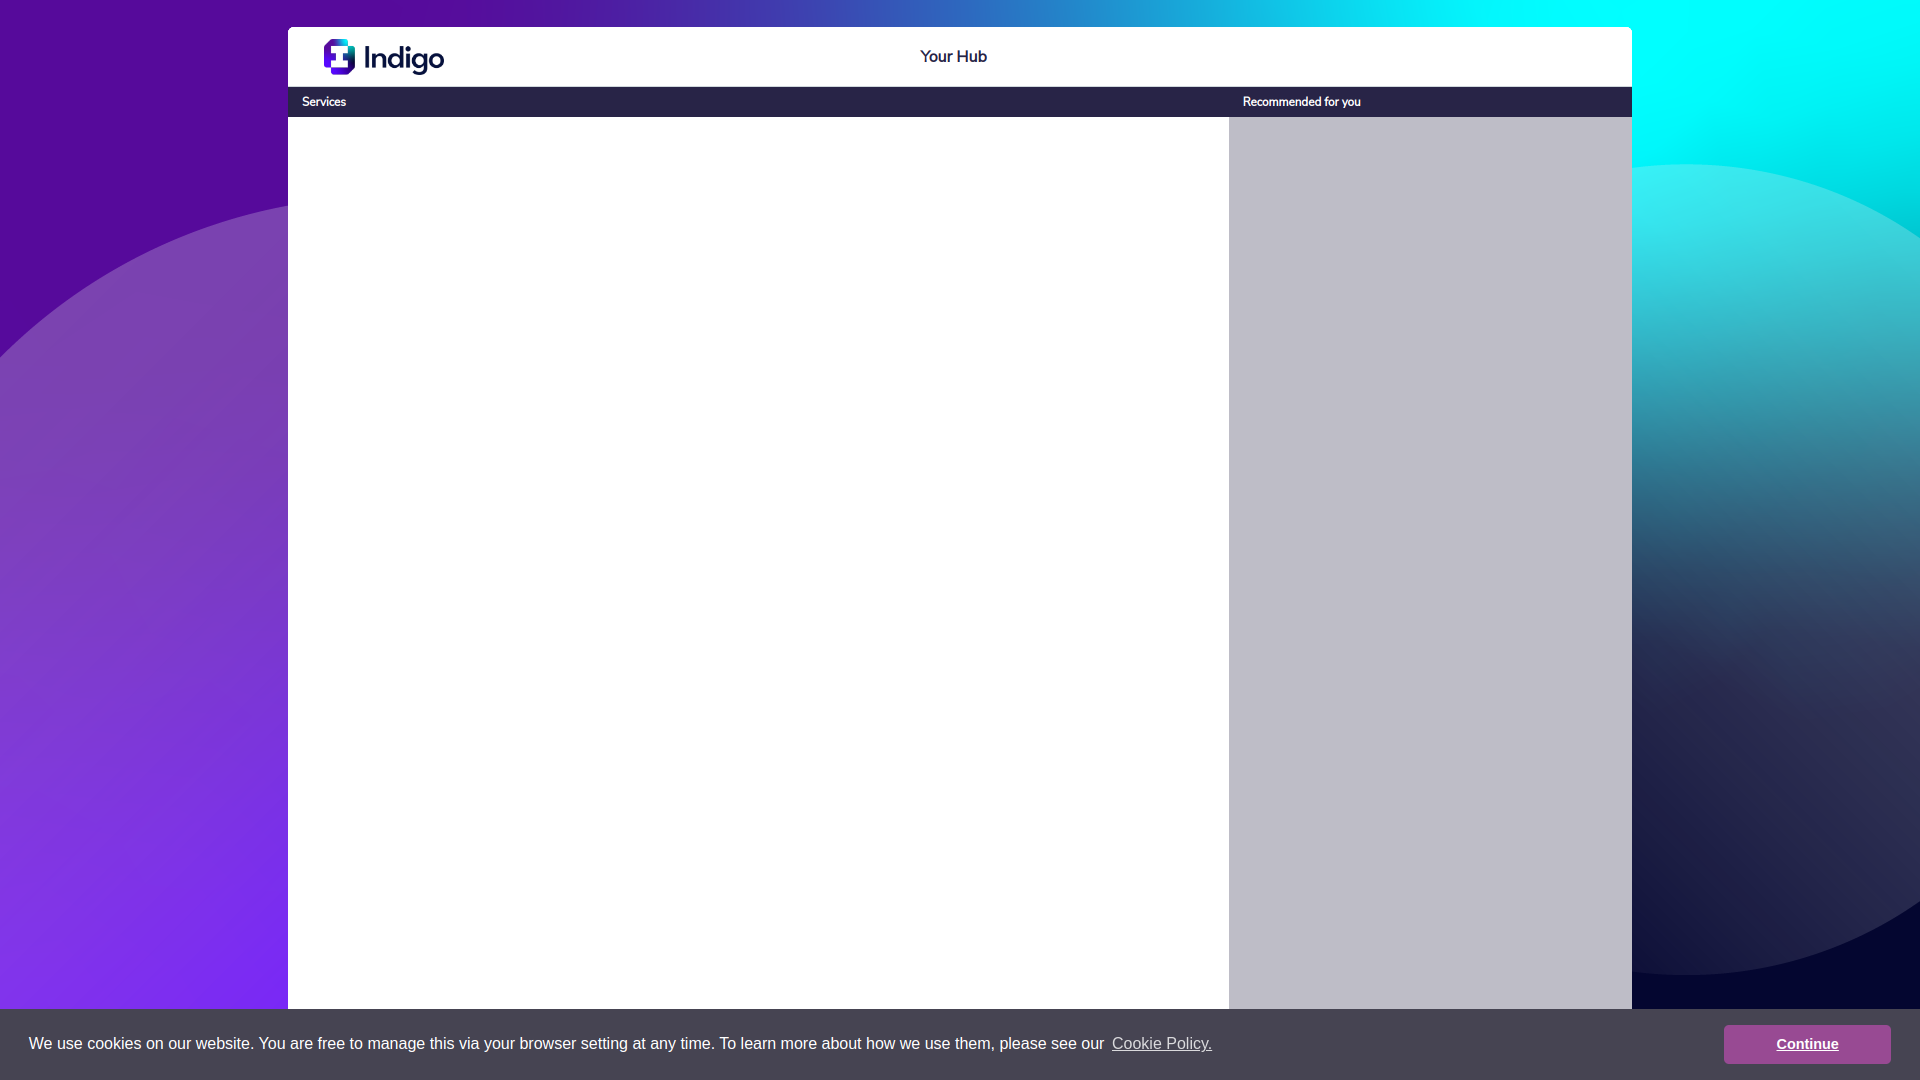 Indigo
Your Hub
Services
Recommended for you
We use cookies on our website. You are free to manage this via your browser setting at any time. To learn more about how we use them, please see our Cookie Policy.
Continue